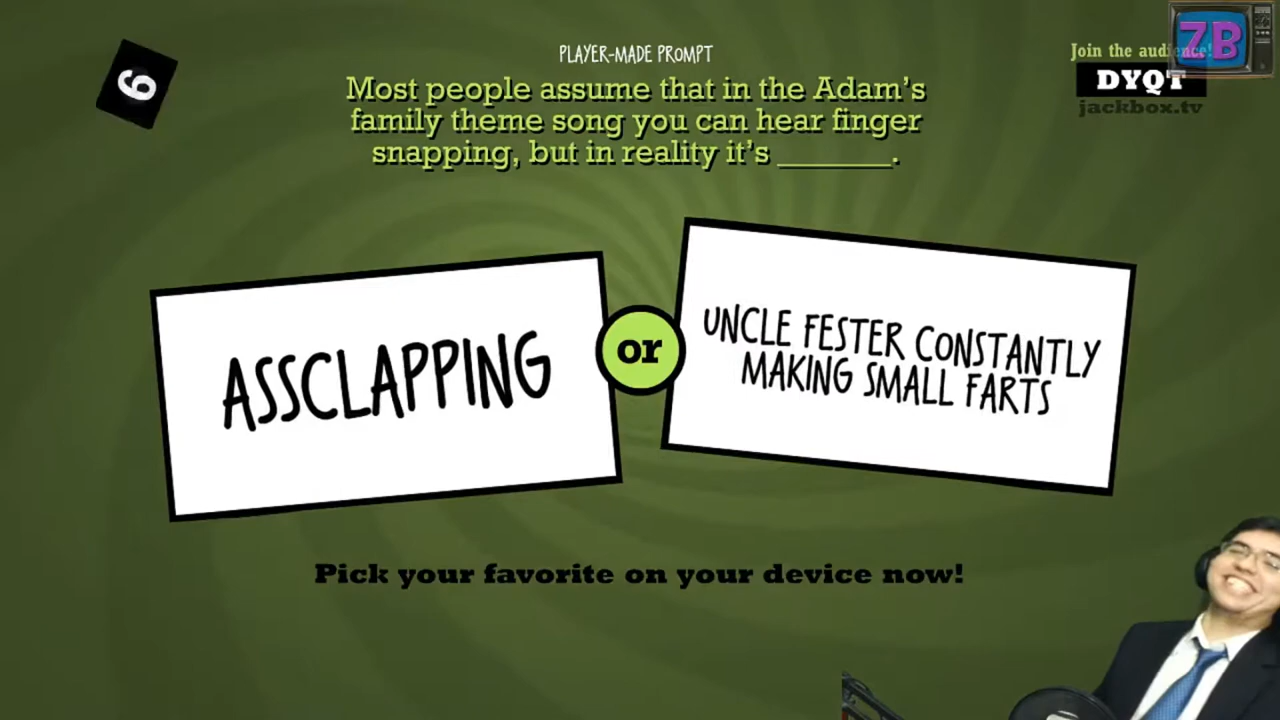 PLAYER-MADE PROMPT
Most people assume that in the Adam's
family theme song you can hear finger
snapping, but in reality it's _______.
6
Join the audience!
DYQT
jackbox.tv
ZB
ASSCLAPPING
or
UNCLE FESTER CONSTANTLY
MAKING SMALL FARTS
Pick your favorite on your device now!